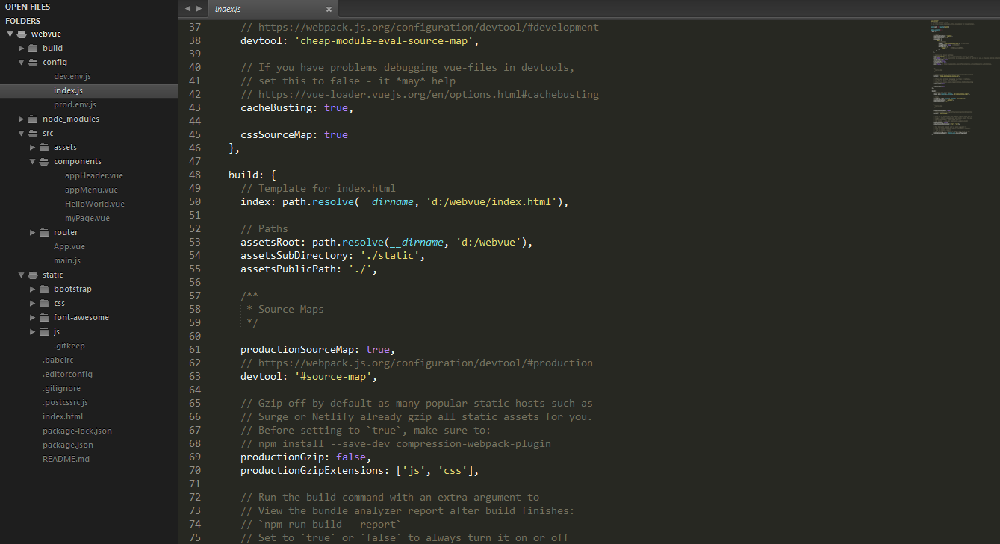 OPEN FILES
FOLDERS
webvue
build
config
dev.env.js
index.js
prod.env.js
node_modules
src
assets
components
appHeader.vue
appMenu.vue
HelloWorld.vue
myPage.vue
router
App.vue
main.js
static
bootstrap
css
font-awesome
js
.gitkeep
.babelrc
.editorconfig
.gitignore
.postcssrc.js
index.html
package-lock.json
package.json
README.md
index.js
37 // https://webpack.js.org/configuration/devtool/#development
38 devtool: 'cheap-module-eval-source-map',
39
40 // If you have problems debugging vue-files in devtools,
41 // set this to false - it *may* help
42 // https://vue-loader.vuejs.org/en/options.html#cachebusting
43 cacheBusting: true,
44
45 cssSourceMap: true
46 },
47
48 build: {
49 // Template for index.html
50 index: path.resolve(__dirname, 'd:/webvue/index.html'),
51
52 // Paths
53 assetsRoot: path.resolve(__dirname, 'd:/webvue'),
54 assetsSubDirectory: './static',
55 assetsPublicPath: './',
56
57 /**
58 * Source Maps
59 */
60
61 productionSourceMap: true,
62 // https://webpack.js.org/configuration/devtool/#production
63 devtool: '#source-map',
64
65 // Gzip off by default as many popular static hosts such as
66 // Surge or Netlify already gzip all static assets for you.
67 // Before setting to `true`, make sure to:
68 // npm install --save-dev compression-webpack-plugin
69 productionGzip: false,
70 productionGzipExtensions: ['js', 'css'],
71
72 // Run the build command with an extra argument to
73 // View the bundle analyzer report after build finishes:
74 // `npm run build --report`
75 // Set to `true` or `false` to always turn it on or off